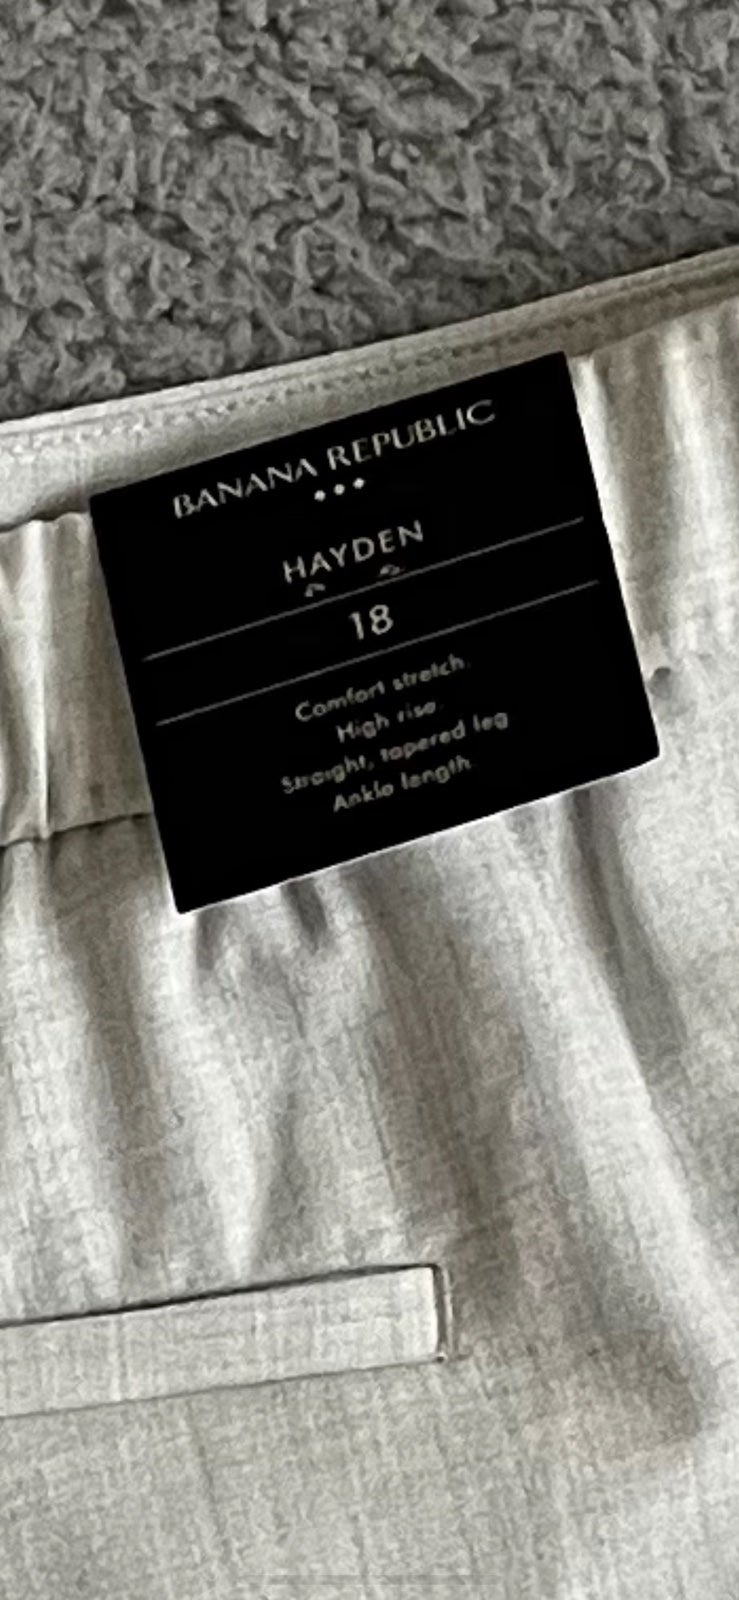 BANANA REPUBLIC
HAYDEN
18
Comfort stretch.
High rise.
Straight, tapered leg
Ankle length.